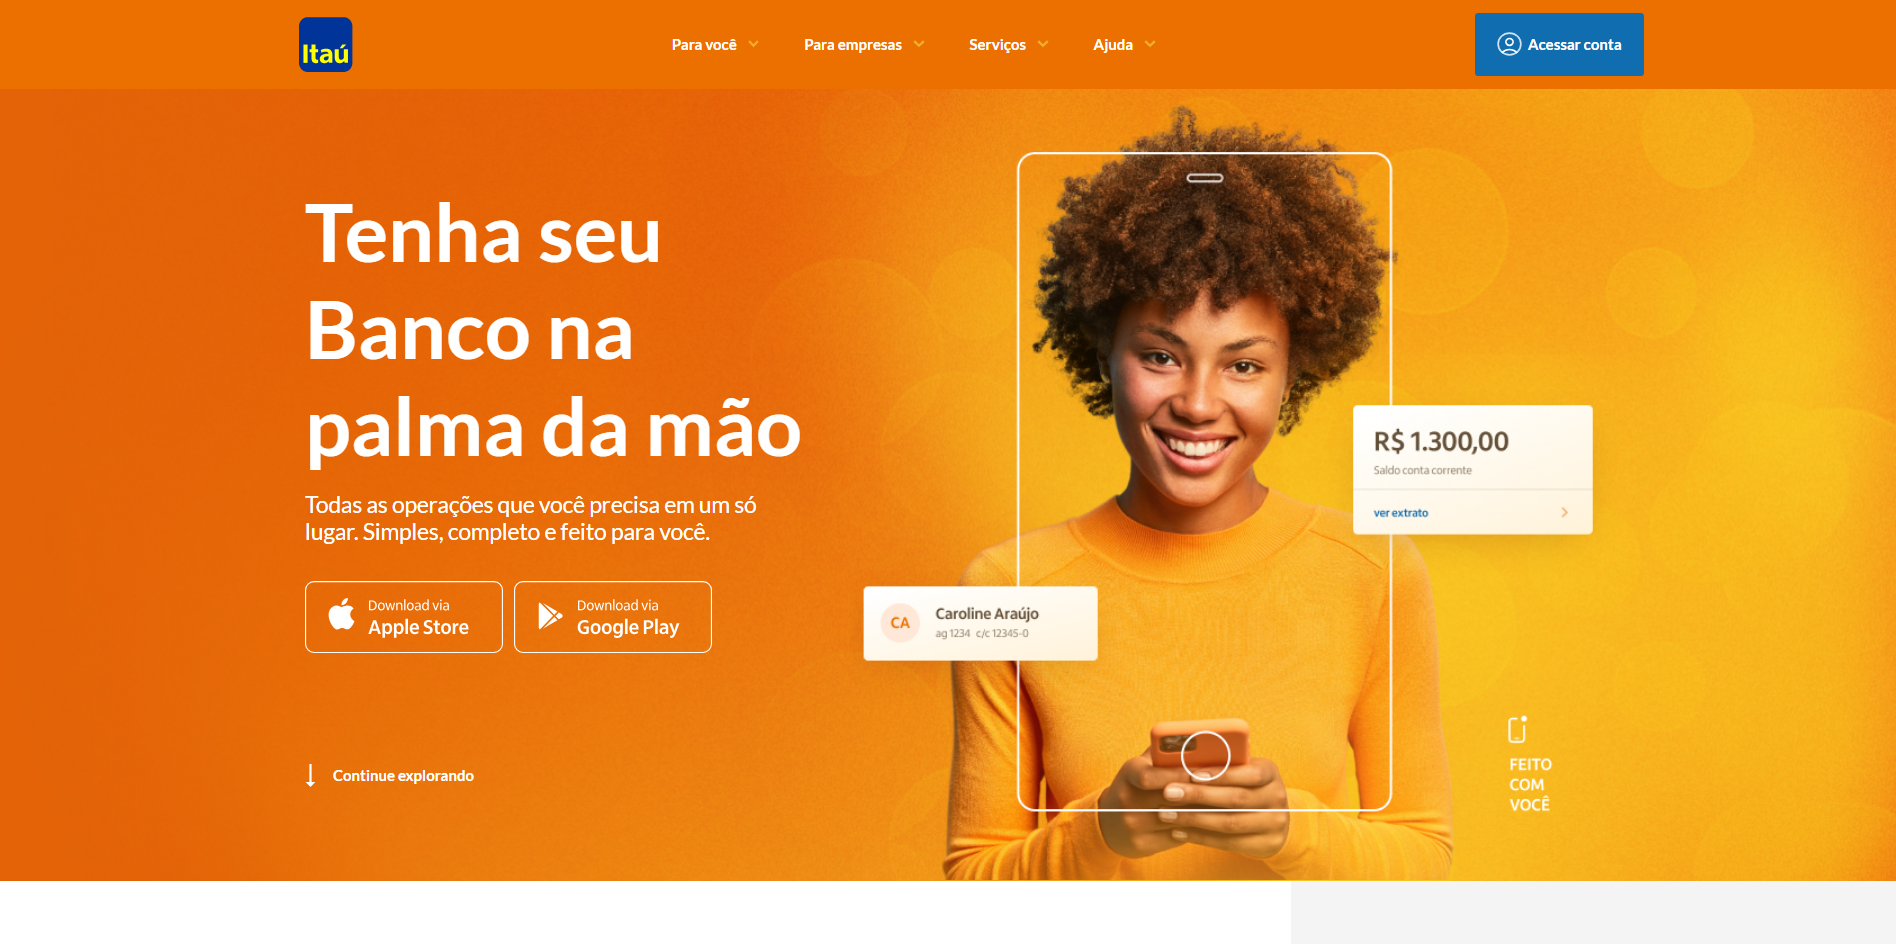 Itaú
Para você
Para empresas
Serviços
Ajuda
Acessar conta
Tenha seu
Banco na
palma da mão
Todas as operações que você precisa em um só
lugar. Simples, completo e feito para você.
Download via
Apple Store
Download via
Google Play
Continue explorando
R$ 1.300,00
Saldo conta corrente
ver extrato
CA
Caroline Araújo
ag 1234 c/c 12345-0
FEITO
COM
VOCÊ